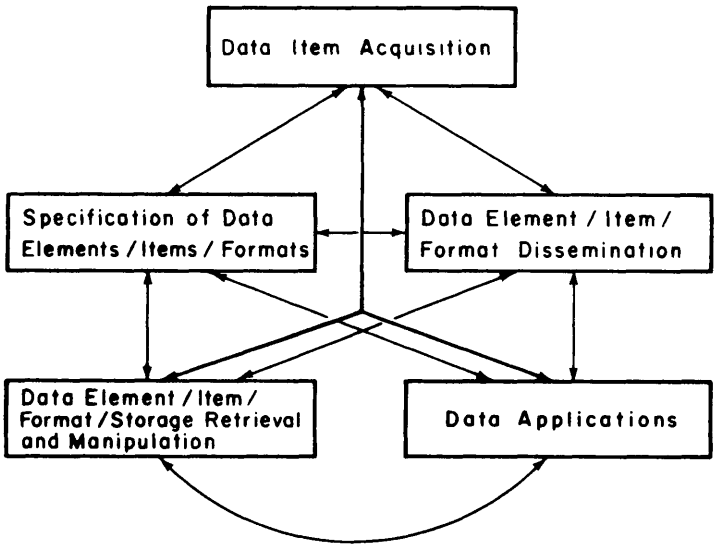 Data Item Acquisition
Specification of Data
Elements/Items/Formats
Data Element/Item/
Format Dissemination
Data Element/Item/
Format/Storage Retrieval
and Manipulation
Data Applications